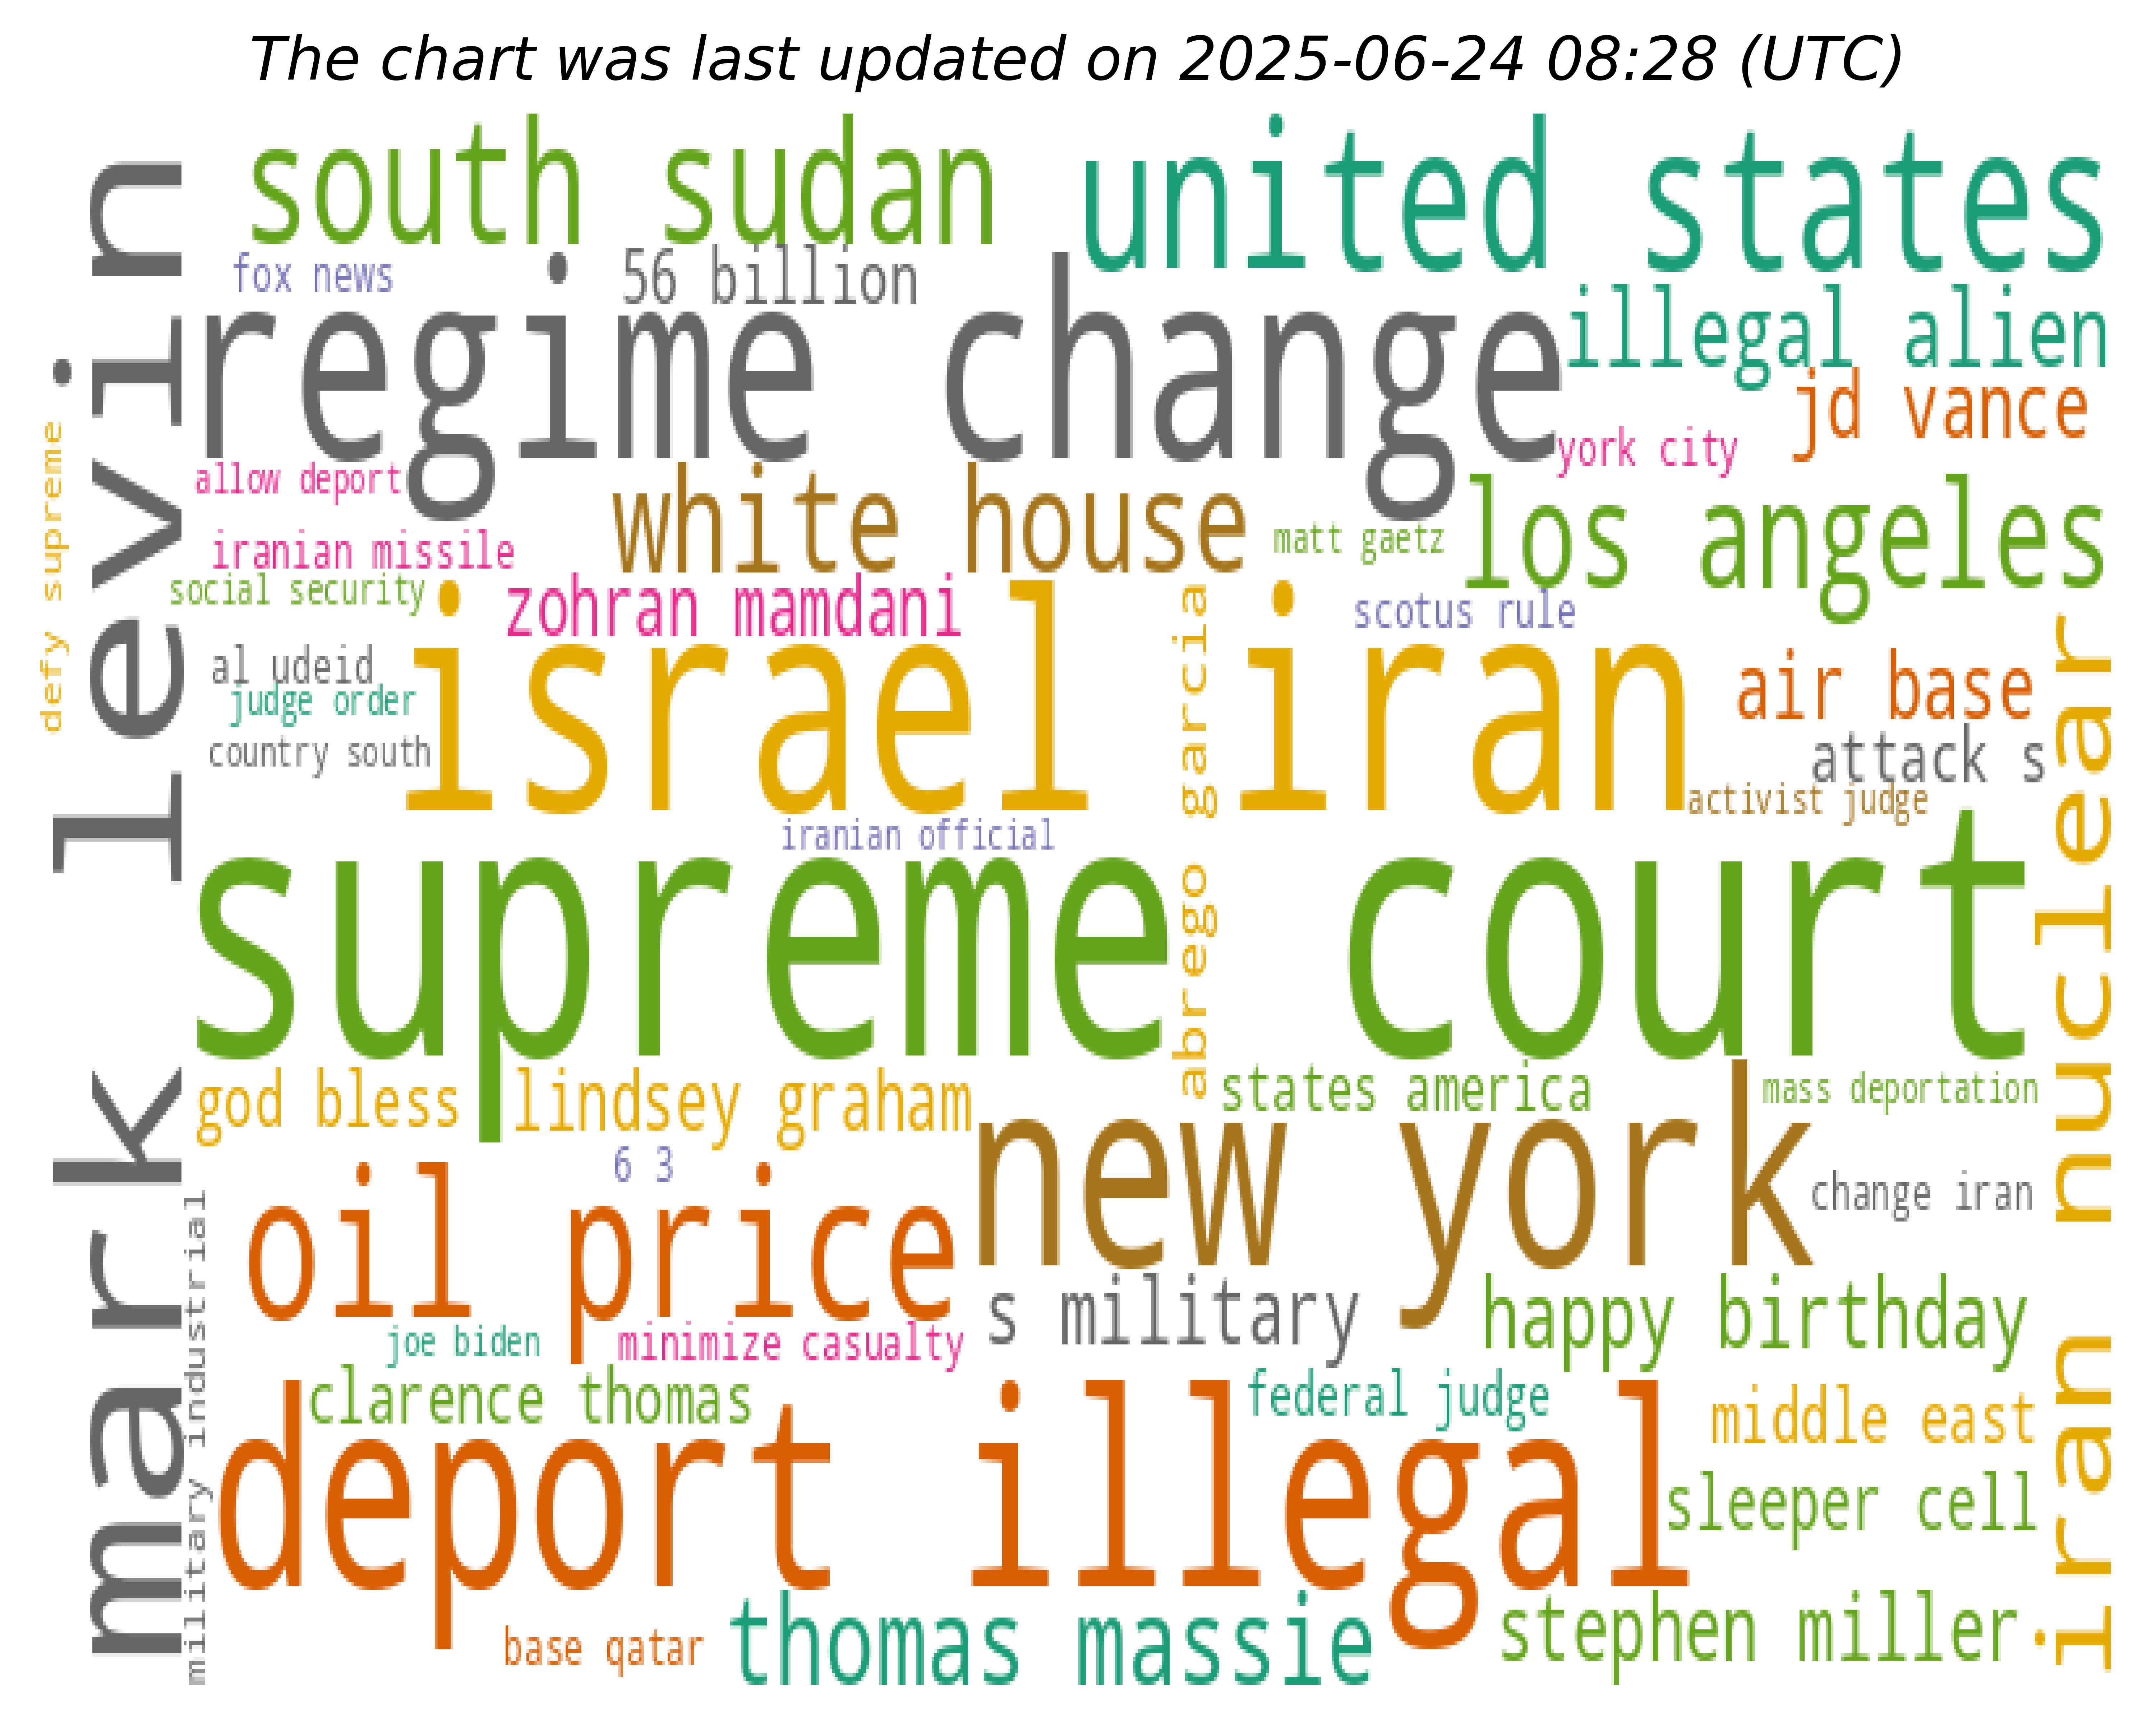 The chart was last updated on 2025-06-24 08:28 (UTC)
south sudan
united states
mark levin
fox news
56 billion
regime change
illegal alien
jd vance
york city
defy supreme
allow deport
white house
los angeles
matt gaetz
iranian missile
social security
zohran mamdani
abrego garcia
scotus rule
al udeid
israel iran
air base
judge order
country south
attack s
activist judge
iran nuclear
iranian official
supreme court
god bless
lindsey graham
states america
mass deportation
new york
6 3
oil price
change iran
military industrial
s military
happy birthday
joe biden
minimize casualty
clarence thomas
federal judge
middle east
deport illegal
sleeper cell
base qatar
thomas massie
stephen miller